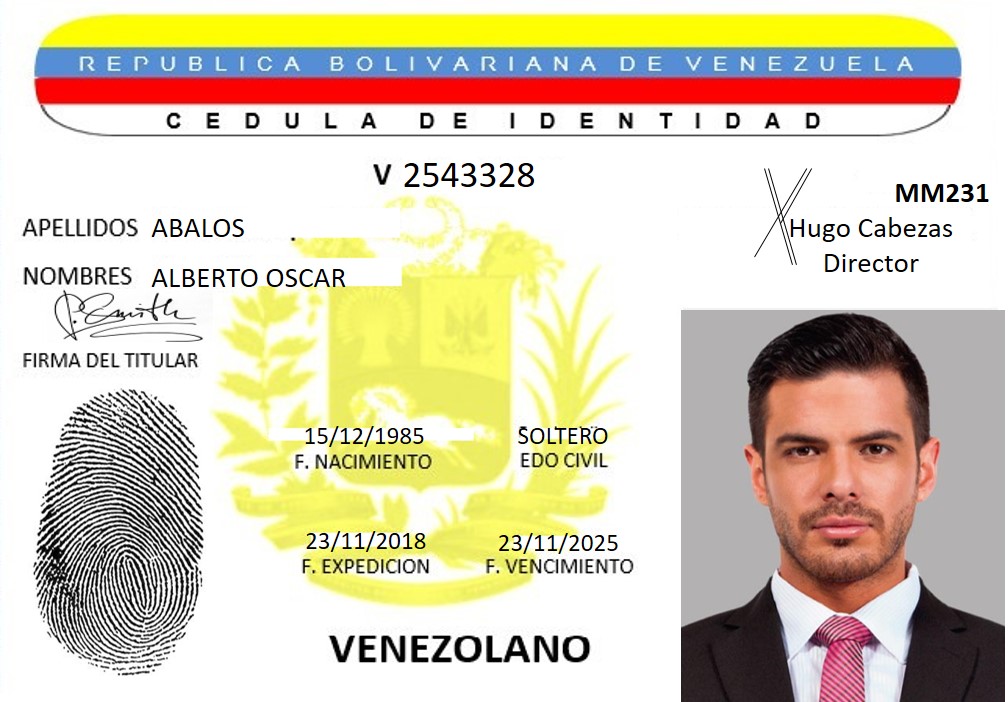 REPUBLICA BOLIVARIANA DE VENEZUELA
CEDULA DE IDENTIDAD
V 2543328
MM231
APELLIDOS ABALOS
Hugo Cabezas
Director
NOMBRES ALBERTO OSCAR
FIRMA DEL TITULAR
15/12/1985 SOLTERO
F. NACIMIENTO EDO CIVIL
23/11/2018 23/11/2025
F. EXPEDICION F. VENCIMIENTO
VENEZOLANO